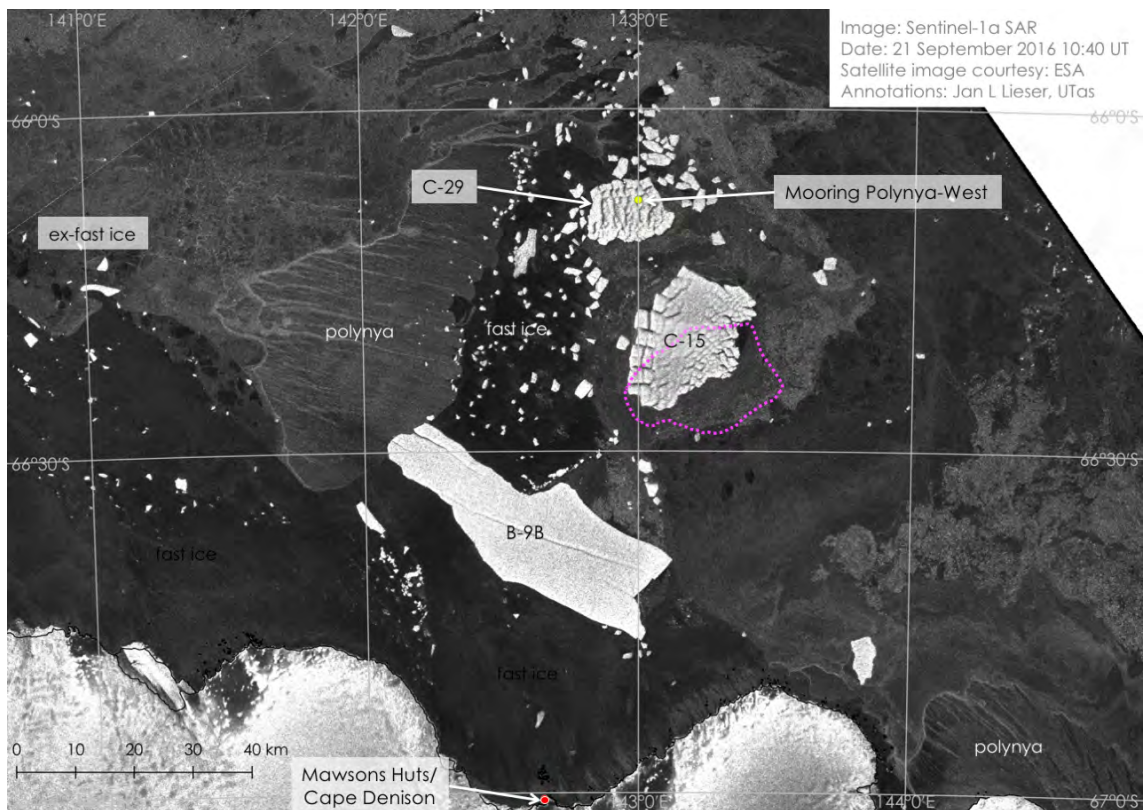 141°0'E
142°0'E
143°0'E
Image: Sentinel-1a SAR
Date: 21 September 2016 10:40 UT
Satellite image courtesy: ESA
Annotations: Jan L Lieser, UTas
66°0'S
66°0'S
C-29
Mooring Polynya-West
ex-fast ice
polynya
fast ice
C-15
66°30'S
66°30'S
B-9B
fast ice
fast ice
0 10 20 30 40 km
polynya
Mawsons Huts/
Cape Denison
143°0'E
144°0'E
67°0'S